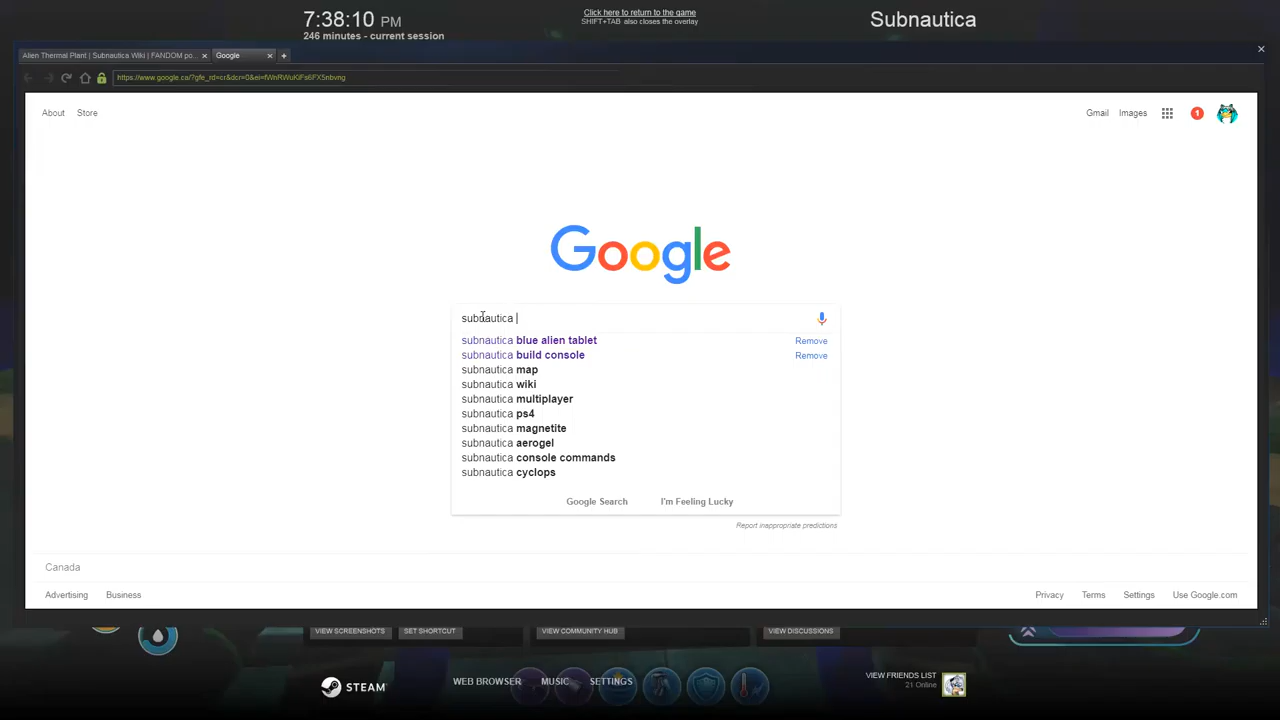 7:38:10 PM
246 minutes - current session
Click here to return to the game
SHIFT+TAB also closes the overlay
Subnautica
Alien Thermal Plant | Subnautica Wiki | FANDOM po...
Google
About Store
Gmail Images
1
Google
subnautica
subnautica blue alien tablet Remove
subnautica build console Remove
subnautica map
subnautica wiki
subnautica multiplayer
subnautica ps4
subnautica magnetite
subnautica aerogel
subnautica console commands
subnautica cyclops
Google Search I'm Feeling Lucky
Report inappropriate predictions
Canada
Advertising Business
Privacy Terms Settings Use Google.com
VIEW SCREENSHOTS SET SHORTCUT VIEW COMMUNITY HUB VIEW DISCUSSIONS
STEAM
WEB BROWSER MUSIC SETTINGS
VIEW FRIENDS LIST
21 Online